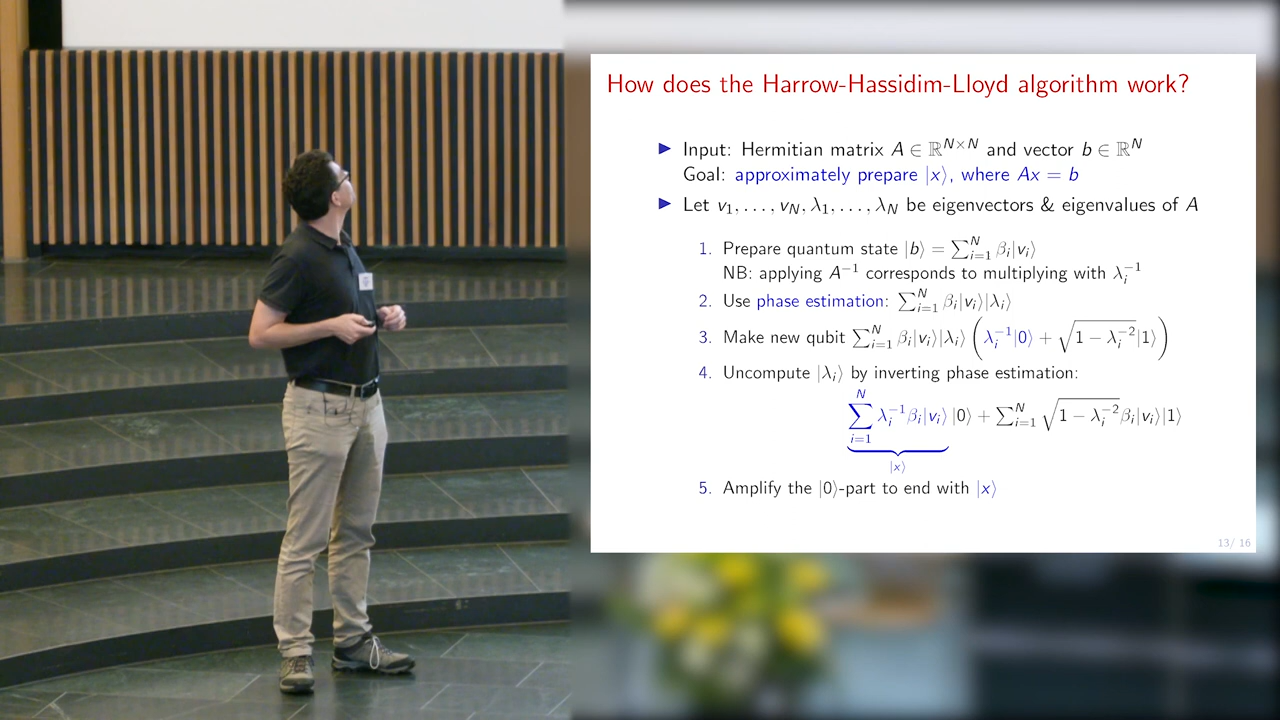 How does the Harrow-Hassidim-Lloyd algorithm work?
▶ Input: Hermitian matrix A ∈ ℝ^{N×N} and vector b ∈ ℝ^N
Goal: approximately prepare |x⟩, where Ax = b
▶ Let v_1, . . . , v_N, λ_1, . . . , λ_N be eigenvectors & eigenvalues of A
1. Prepare quantum state |b⟩ = ∑_{i=1}^N β_i|v_i⟩
NB: applying A^{−1} corresponds to multiplying with λ_i^{−1}
2. Use phase estimation: ∑_{i=1}^N β_i|v_i⟩|λ_i⟩
3. Make new qubit ∑_{i=1}^N β_i|v_i⟩|λ_i⟩ (λ_i^{−1}|0⟩ + √(1 − λ_i^{−2})|1⟩)
4. Uncompute |λ_i⟩ by inverting phase estimation:
∑_{i=1}^N λ_i^{−1}β_i|v_i⟩ |0⟩ + ∑_{i=1}^N √(1 − λ_i^{−2})β_i|v_i⟩|1⟩
|x⟩
5. Amplify the |0⟩-part to end with |x⟩
13/ 16